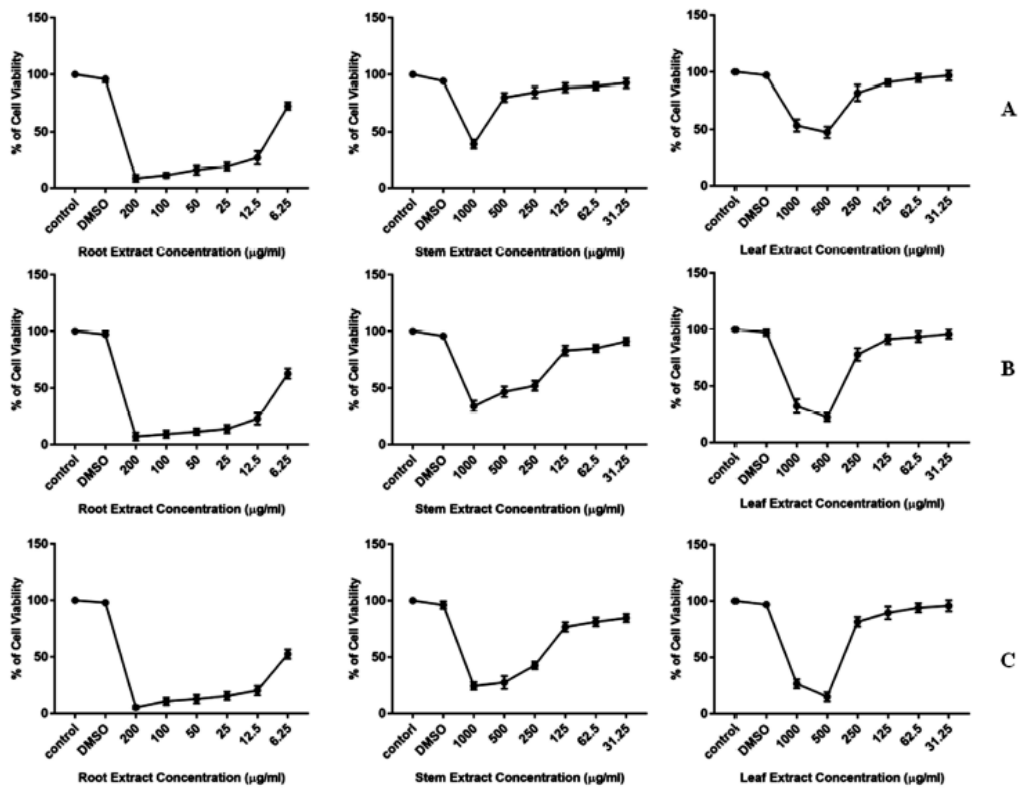 150
100
50
0
% of Cell Viability
control
DMSO
200
100
50
25
12.5
6.25
Root Extract Concentration (µg/ml)
150
100
50
0
% of Cell Viability
control
DMSO
1000
500
250
125
62.5
31.25
Stem Extract Concentration (µg/ml)
150
100
50
0
% of Cell Viability
control
DMSO
1000
500
250
125
62.5
31.25
Leaf Extract Concentration (µg/ml)
A
150
100
50
0
% of Cell Viability
control
DMSO
200
100
50
25
12.5
6.25
Root Extract Concentration (µg/ml)
150
100
50
0
% of Cell Viability
control
DMSO
1000
500
250
125
62.5
31.25
Stem Extract Concentration (µg/ml)
150
100
50
0
% of Cell Viability
control
DMSO
1000
500
250
125
62.5
31.25
Leaf Extract Concentration (µg/ml)
B
150
100
50
0
% of Cell Viability
control
DMSO
200
100
50
25
12.5
6.25
Root Extract Concentration (µg/ml)
150
100
50
0
% of Cell Viability
contorl
DMSO
1000
500
250
125
62.5
31.25
Stem Extract Concentration (µg/ml)
150
100
50
0
% of Cell Viability
control
DMSO
1000
500
250
125
62.5
31.25
Leaf Extract Concentration (µg/ml)
C